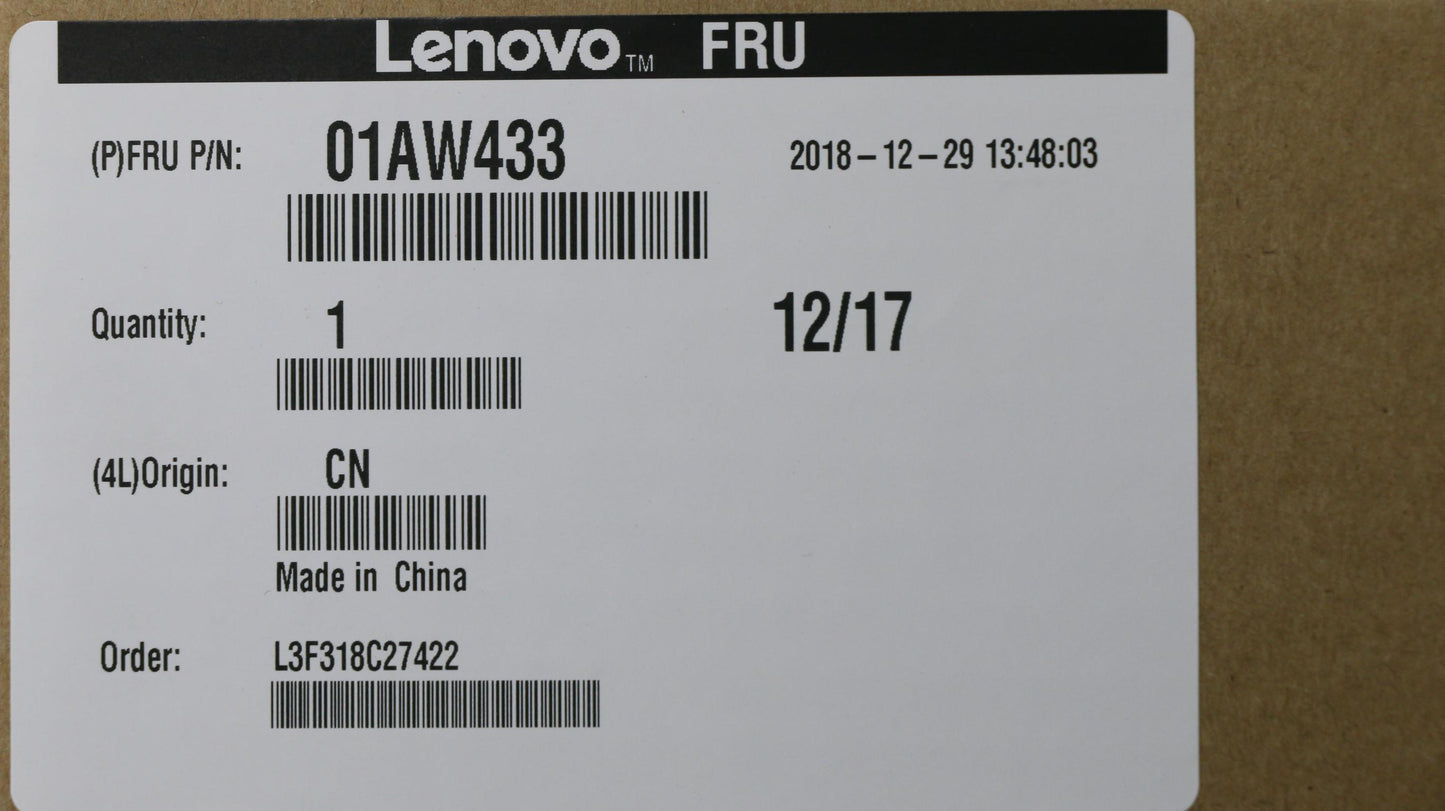 Lenovo™ FRU
(P)FRU P/N: 01AW433 2018-12-29 13:48:03
Quantity: 1 12/17
(4L)Origin: CN
Made in China
Order: L3F318C27422